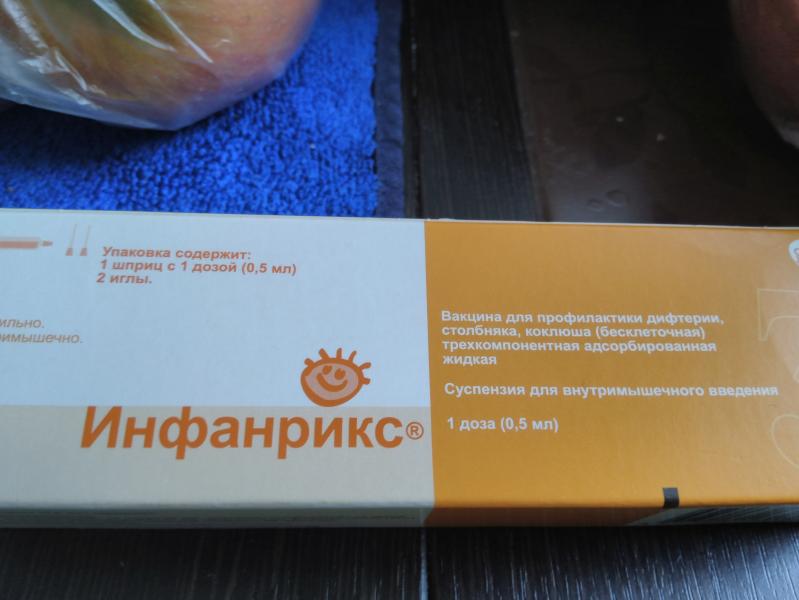 Упаковка содержит:
1 шприц с 1 дозой (0,5 мл)
2 иглы.
Инфанрикс®
Вакцина для профилактики дифтерии,
столбняка, коклюша (бесклеточная)
трехкомпонентная адсорбированная
жидкая
Суспензия для внутримышечного введения
1 доза (0,5 мл)